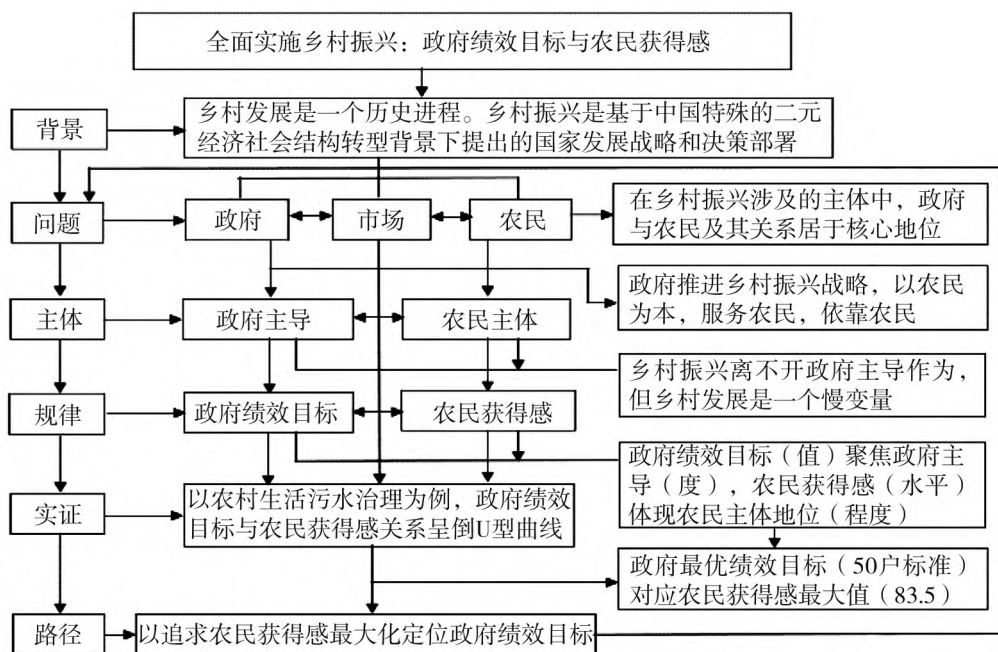 全面实施乡村振兴：政府绩效目标与农民获得感
背景
乡村发展是一个历史进程。乡村振兴是基于中国特殊的二元
经济社会结构转型背景下提出的国家发展战略和决策部署
问题
政府
市场
农民
在乡村振兴涉及的主体中，政府
与农民及其关系居于核心地位
政府推进乡村振兴战略，以农民
为本，服务农民，依靠农民
主体
政府主导
农民主体
乡村振兴离不开政府主导作为，
但乡村发展是一个慢变量
规律
政府绩效目标
农民获得感
政府绩效目标（值）聚焦政府主
导（度），农民获得感（水平）
体现农民主体地位（程度）
实证
以农村生活污水治理为例，政府绩效
目标与农民获得感关系呈倒U型曲线
政府最优绩效目标（50户标准）
对应农民获得感最大值（83.5）
路径
以追求农民获得感最大化定位政府绩效目标